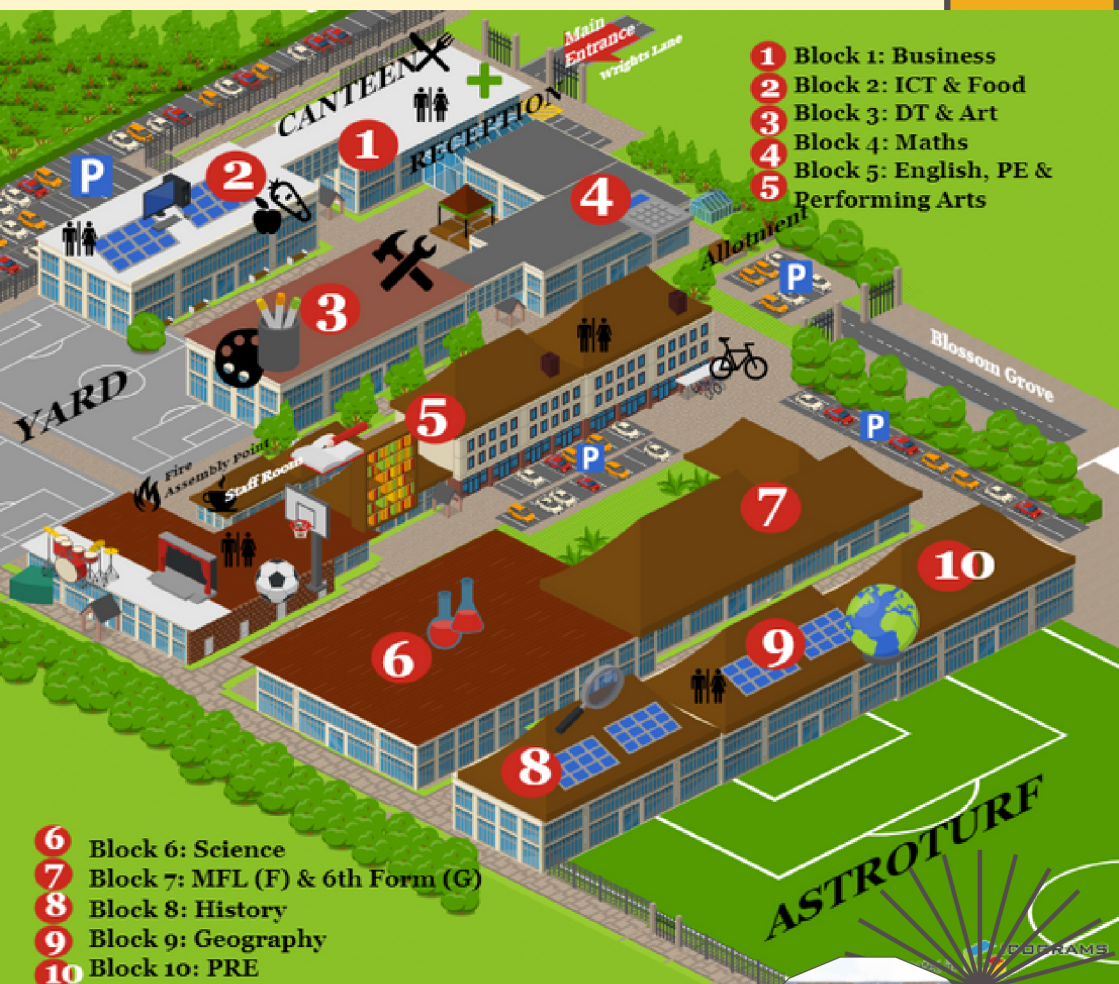 Main
Entrance
Wrights Lane
CANTEEN
RECEPTION
1 Block 1: Business
2 Block 2: ICT & Food
3 Block 3: DT & Art
4 Block 4: Maths
5 Block 5: English, PE &
Performing Arts
P
1
2
4
Allotment
P
3
Blossom Grove
YARD
5
P
P
Fire
Assembly Point
Staff Room
7
10
6
9
8
ASTROTURF
6 Block 6: Science
7 Block 7: MFL (F) & 6th Form (G)
8 Block 8: History
9 Block 9: Geography
10 Block 10: PRE